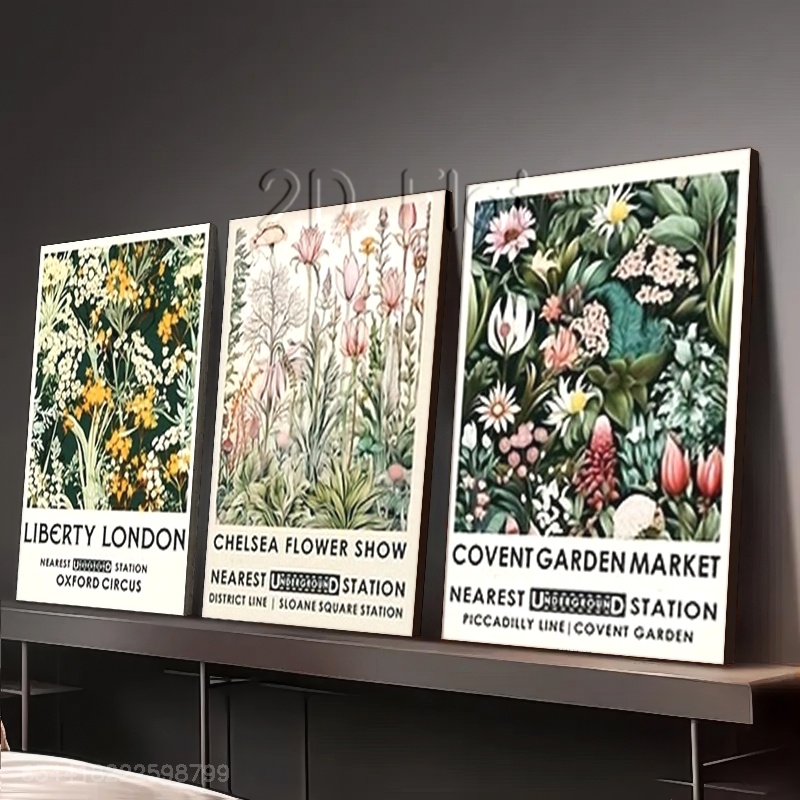 LIBERTY LONDON
NEAREST UNDERGROUND STATION
OXFORD CIRCUS
CHELSEA FLOWER SHOW
NEAREST UNDERGROUND STATION
DISTRICT LINE | SLOANE SQUARE STATION
COVENT GARDEN MARKET
NEAREST UNDERGROUND STATION
PICCADILLY LINE | COVENT GARDEN